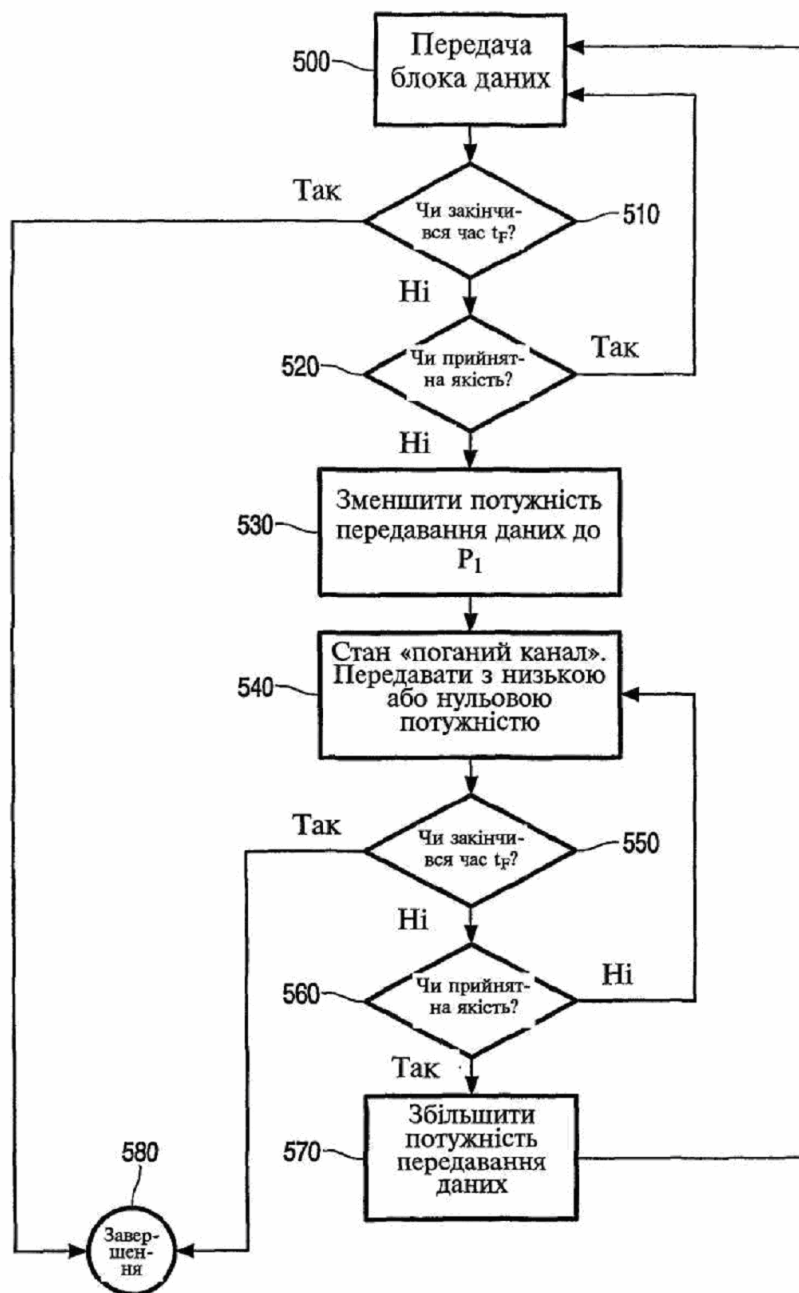 500
Передача
блока даних
Так
Чи закінчи-
вся час tF?
510
Ні
520
Чи прийнят-
на якість?
Так
Ні
530
Зменшити потужність
передавання даних до
P1
540
Стан «поганий канал».
Передавати з низькою
або нульовою
потужністю
Так
Чи закінчи-
вся час tF?
550
Ні
560
Чи прийнят-
на якість?
Ні
Так
570
Збільшити
потужність
передавання
даних
580
Завер-
шен-
ня